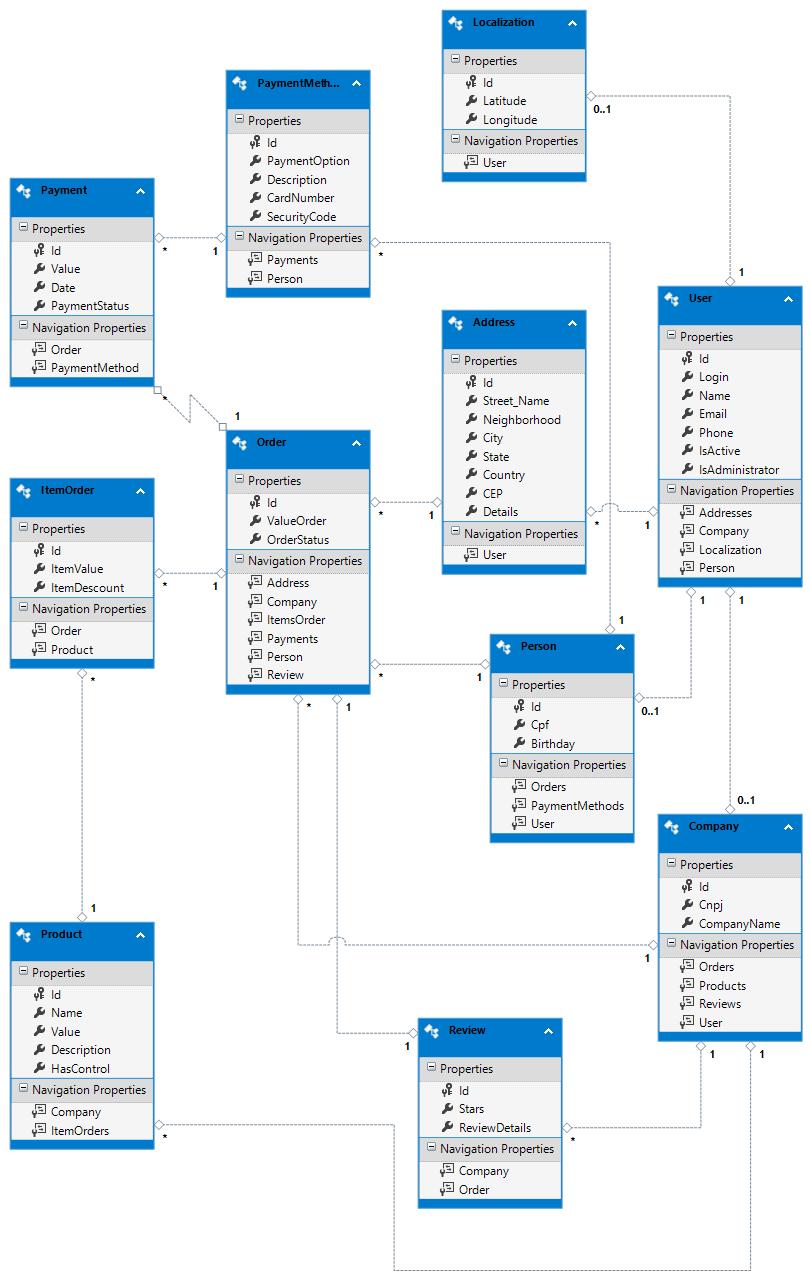 Localization
Properties
Id
Latitude
Longitude
Navigation Properties
User
0..1
1
PaymentMeth...
Properties
Id
PaymentOption
Description
CardNumber
SecurityCode
Navigation Properties
Payments
Person
*
1
*
Payment
Properties
Id
Value
Date
PaymentStatus
Navigation Properties
Order
PaymentMethod
*
1
User
Properties
Id
Login
Name
Email
Phone
IsActive
IsAdministrator
Navigation Properties
Addresses
Company
Localization
Person
Address
Properties
Id
Street_Name
Neighborhood
City
State
Country
CEP
Details
Navigation Properties
User
*
1
*
1
Order
Properties
Id
ValueOrder
OrderStatus
Navigation Properties
Address
Company
ItemsOrder
Payments
Person
Review
ItemOrder
Properties
Id
ItemValue
ItemDescount
Navigation Properties
Order
Product
*
1
*
1
1
1
1
0..1
*
1
*
1
0..1
Person
Properties
Id
Cpf
Birthday
Navigation Properties
Orders
PaymentMethods
User
Company
Properties
Id
Cnpj
CompanyName
Navigation Properties
Orders
Products
Reviews
User
1
1
1
Product
Properties
Id
Name
Value
Description
HasControl
Navigation Properties
Company
ItemOrders
*
Review
Properties
Id
Stars
ReviewDetails
Navigation Properties
Company
Order
1
*